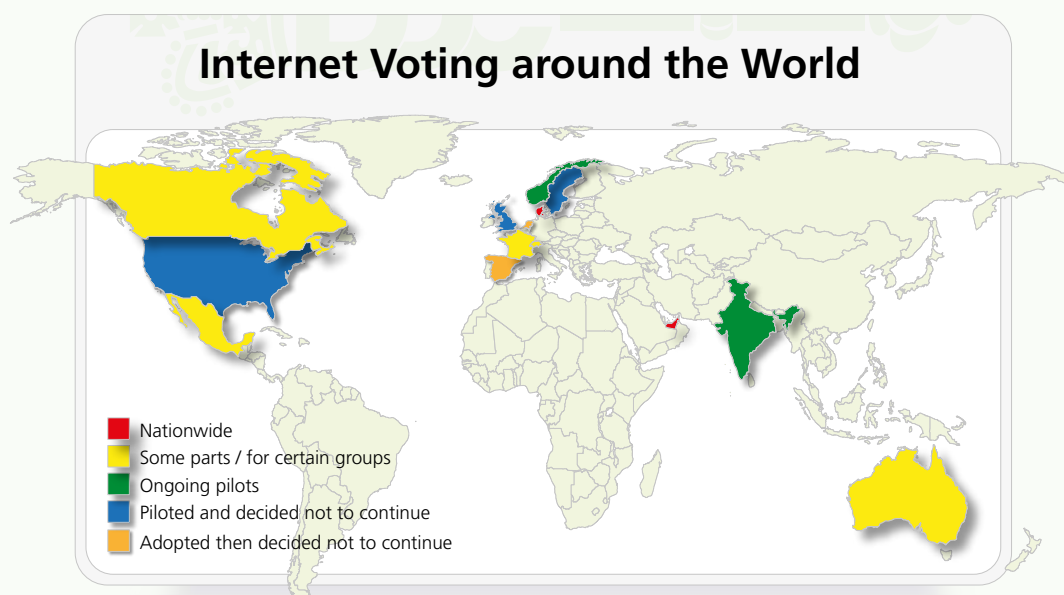 Internet Voting around the World
Nationwide
Some parts / for certain groups
Ongoing pilots
Piloted and decided not to continue
Adopted then decided not to continue